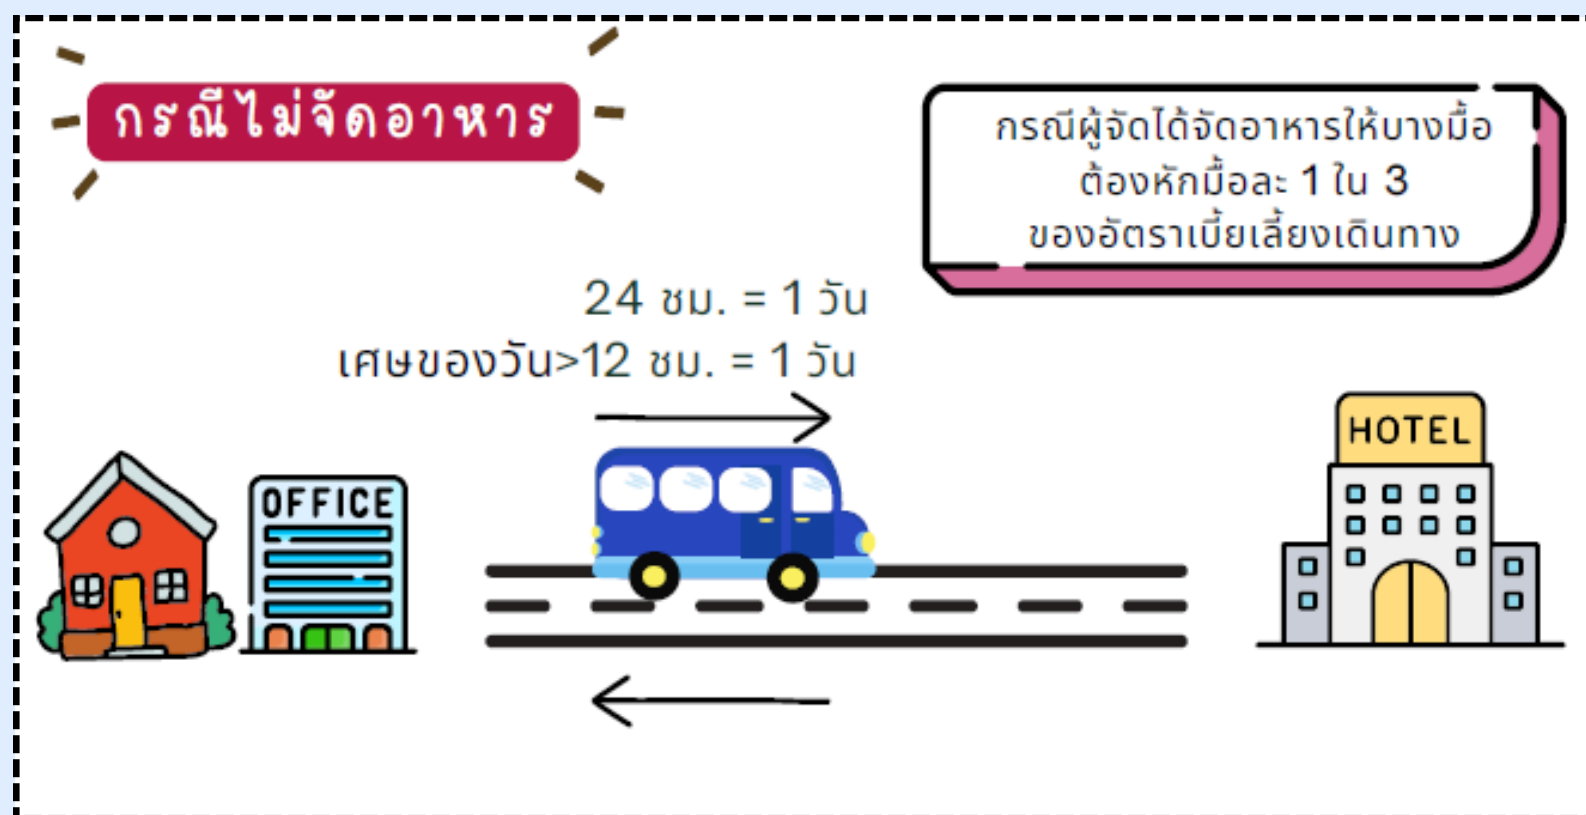 กรณีไม่จัดอาหาร
กรณีผู้จัดได้จัดอาหารให้บางมื้อ
ต้องหักมื้อละ 1 ใน 3
ของอัตราเบี้ยเลี้ยงเดินทาง
24 ชม. = 1 วัน
เศษของวัน>12 ชม. = 1 วัน
HOTEL
OFFICE